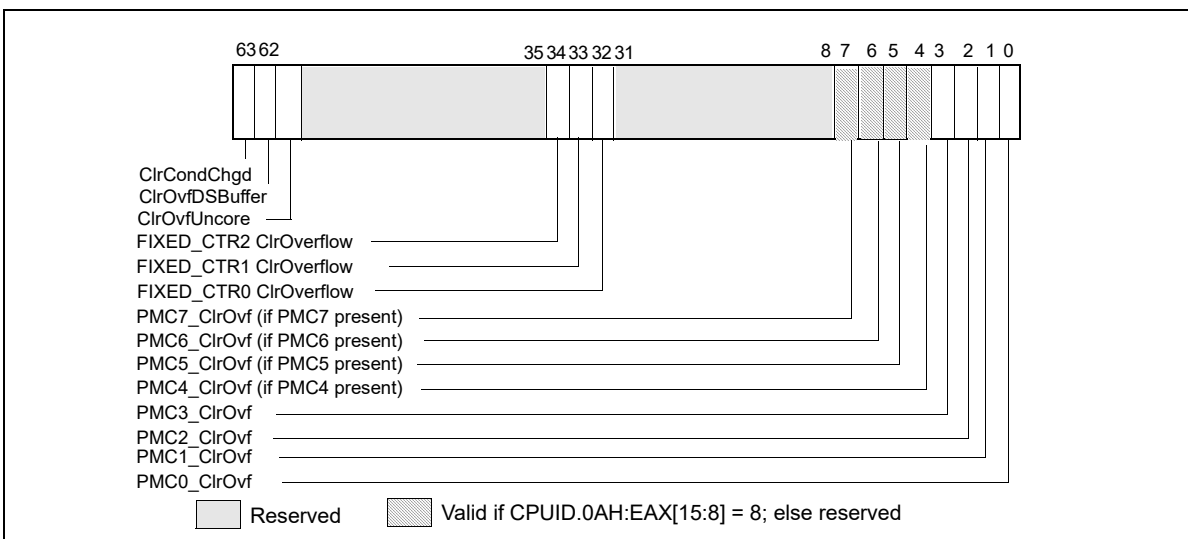 63 62 35 34 33 32 31 8 7 6 5 4 3 2 1 0
ClrCondChgd
ClrOvfDSBuffer
ClrOvfUncore
FIXED_CTR2 ClrOverflow
FIXED_CTR1 ClrOverflow
FIXED_CTR0 ClrOverflow
PMC7_ClrOvf (if PMC7 present)
PMC6_ClrOvf (if PMC6 present)
PMC5_ClrOvf (if PMC5 present)
PMC4_ClrOvf (if PMC4 present)
PMC3_ClrOvf
PMC2_ClrOvf
PMC1_ClrOvf
PMC0_ClrOvf
Reserved Valid if CPUID.0AH:EAX[15:8] = 8; else reserved